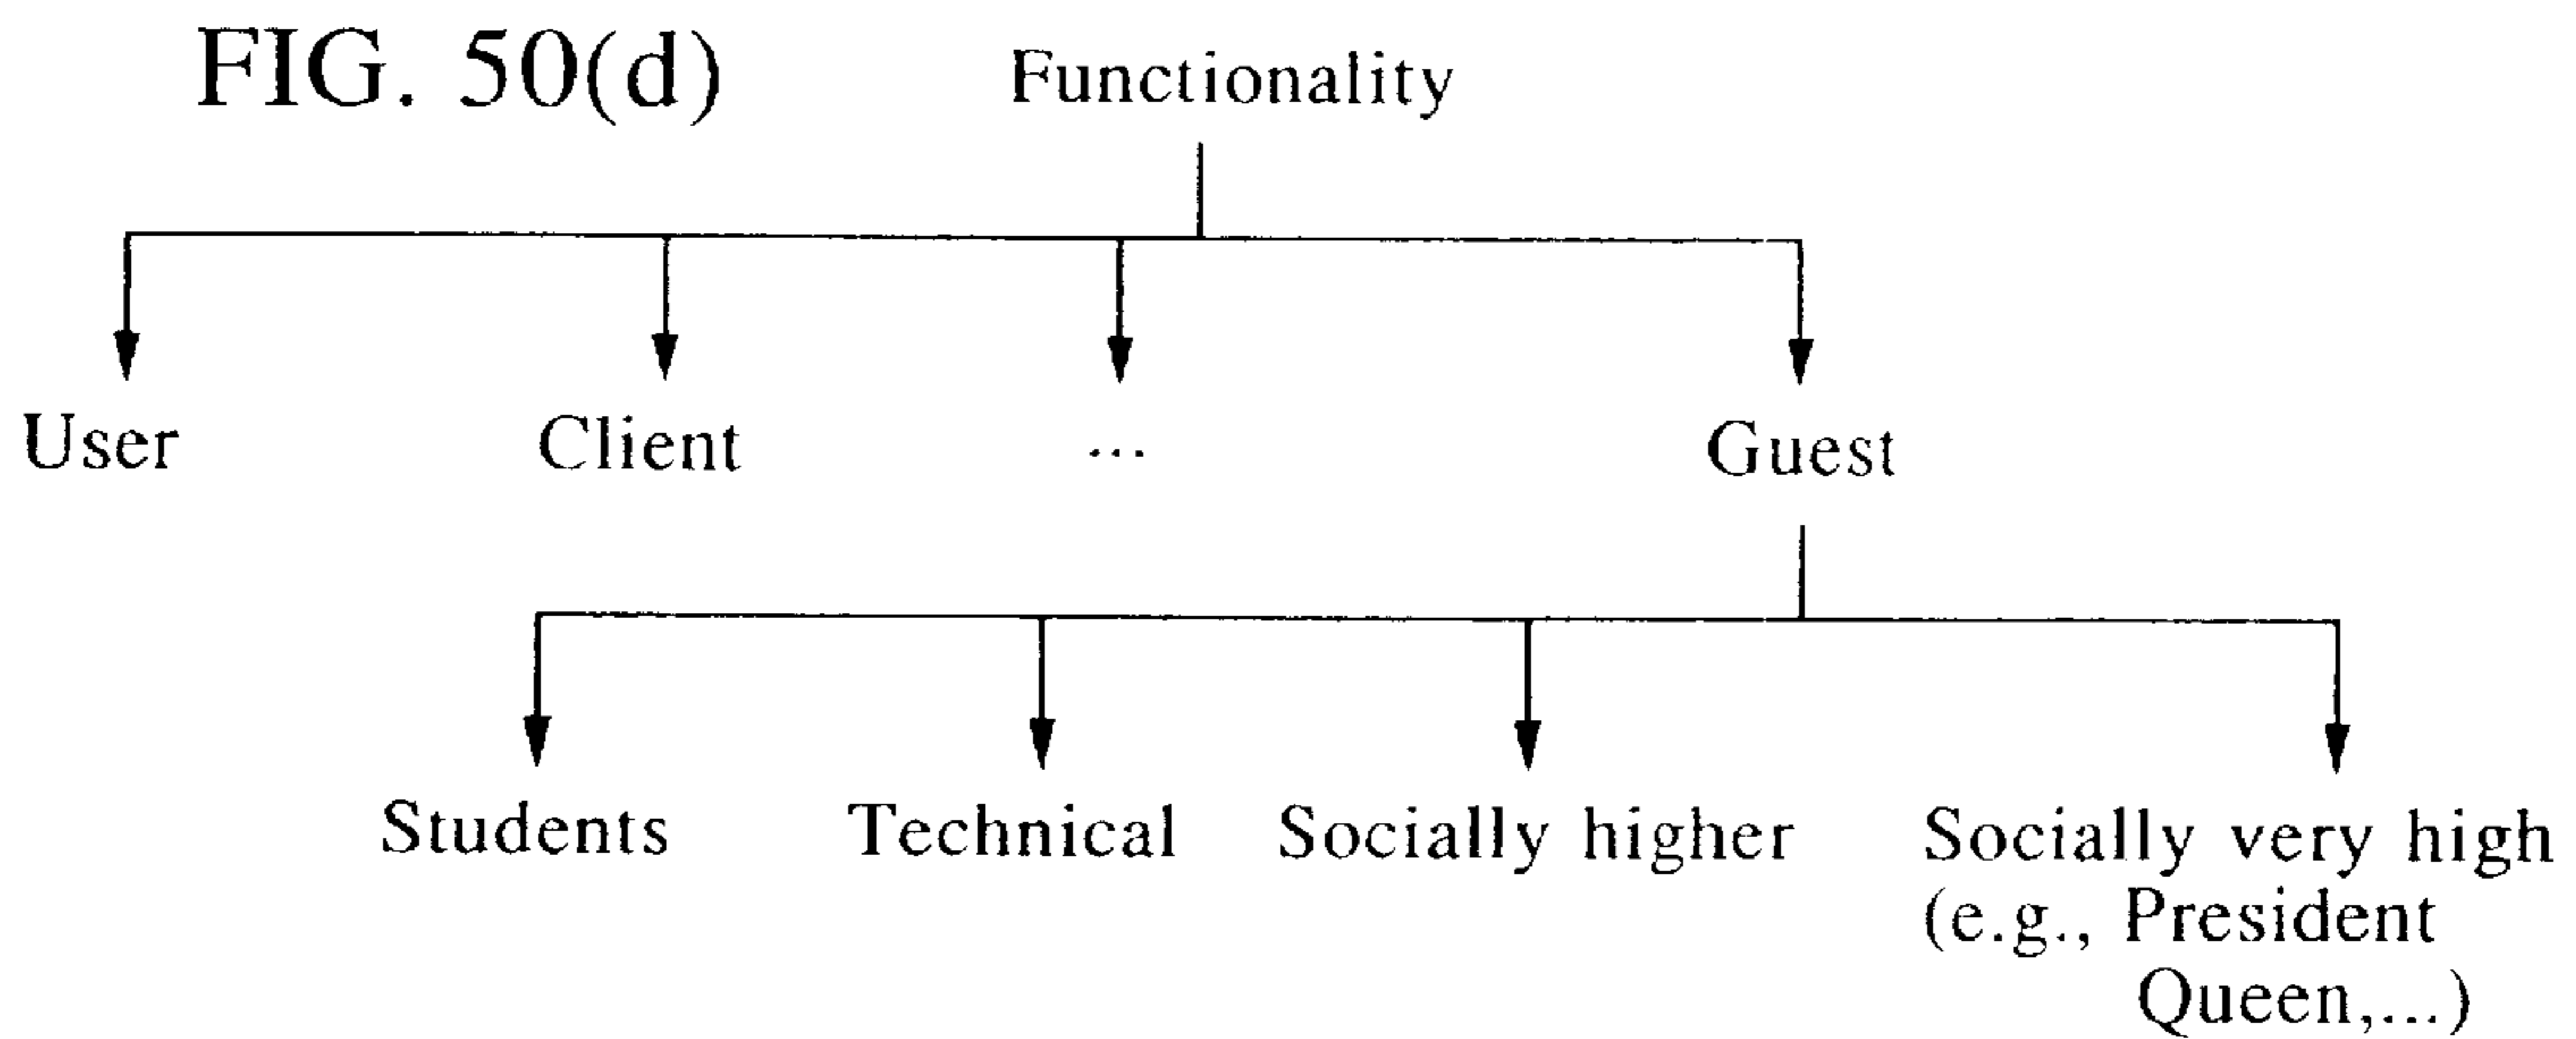 FIG. 50(d)
Functionality
User
Client
...
Guest
Students
Technical
Socially higher
Socially very high
(e.g., President
Queen,...)